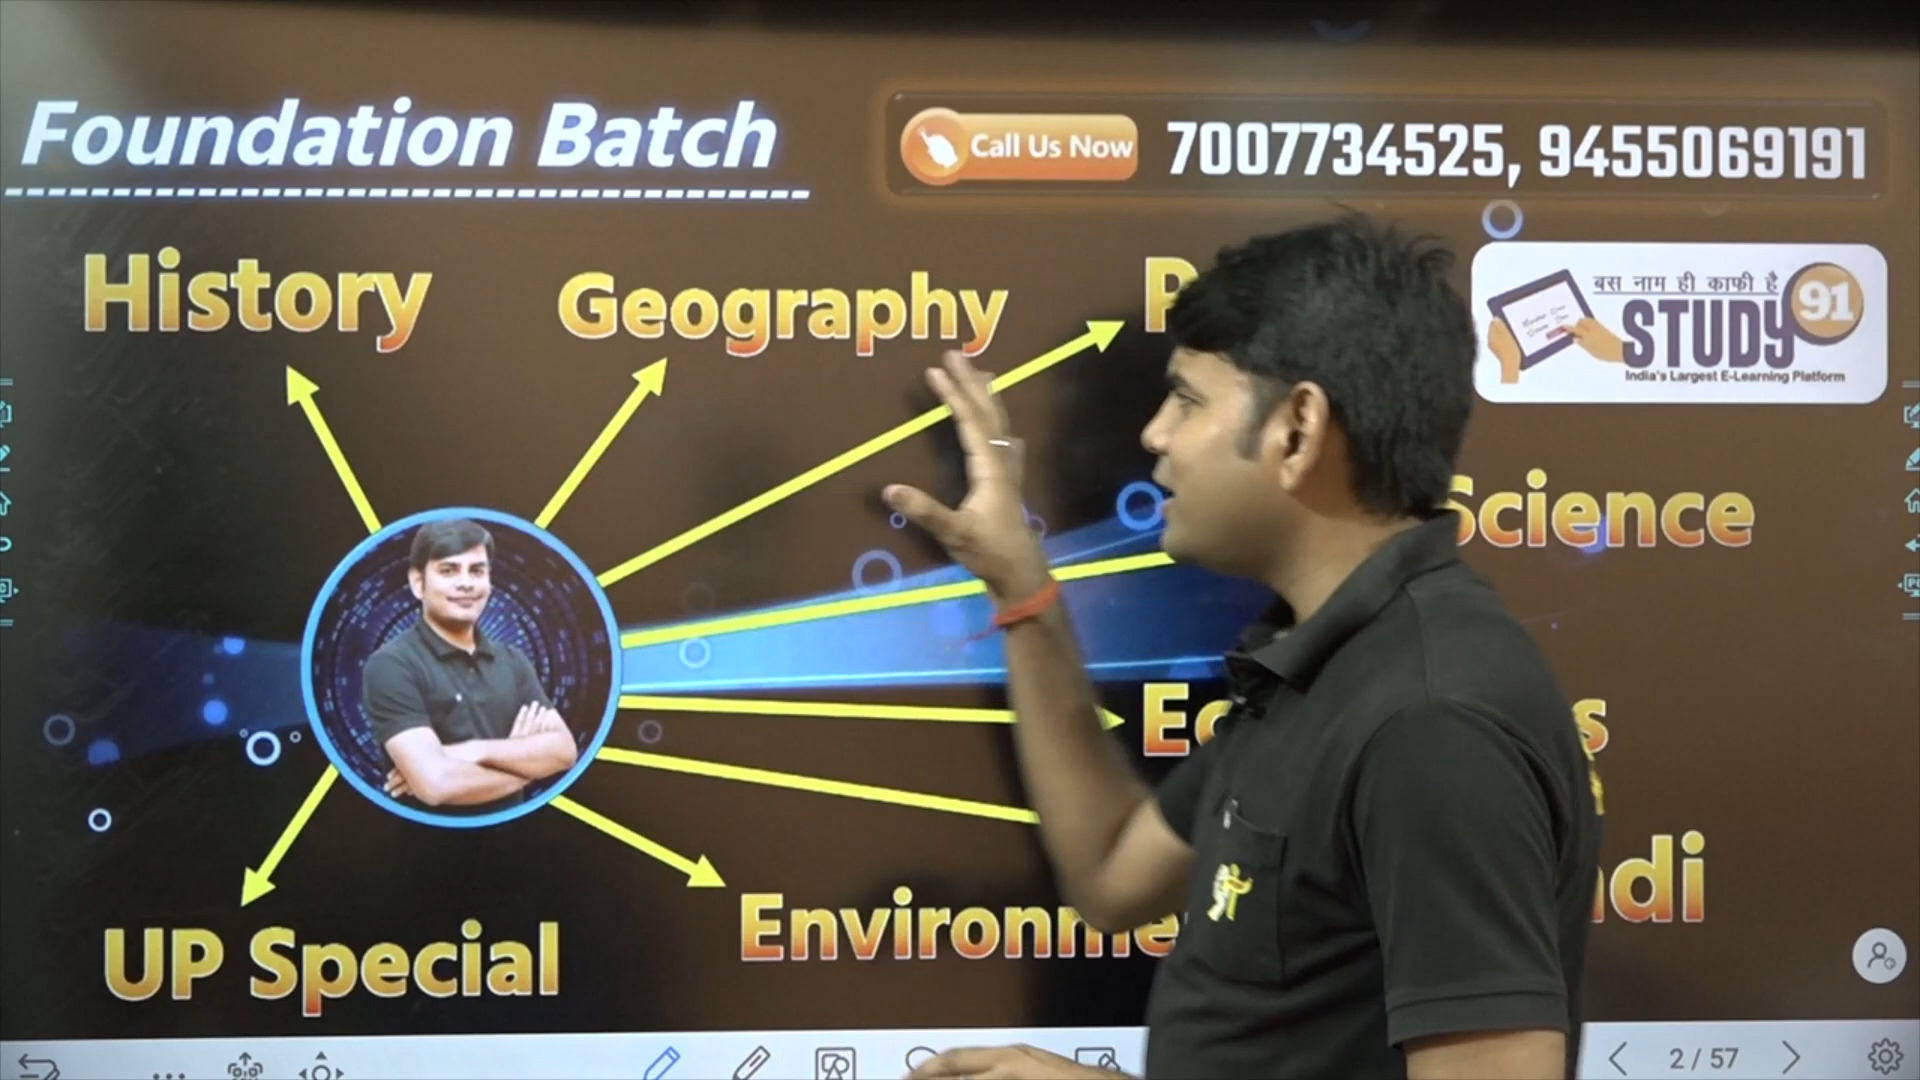 Foundation Batch
Call Us Now 7007734525, 9455069191
History
Geography
बस नाम ही काफी है
STUDY 91
India's Largest E-Learning Platform
Science
UP Special
2 / 57